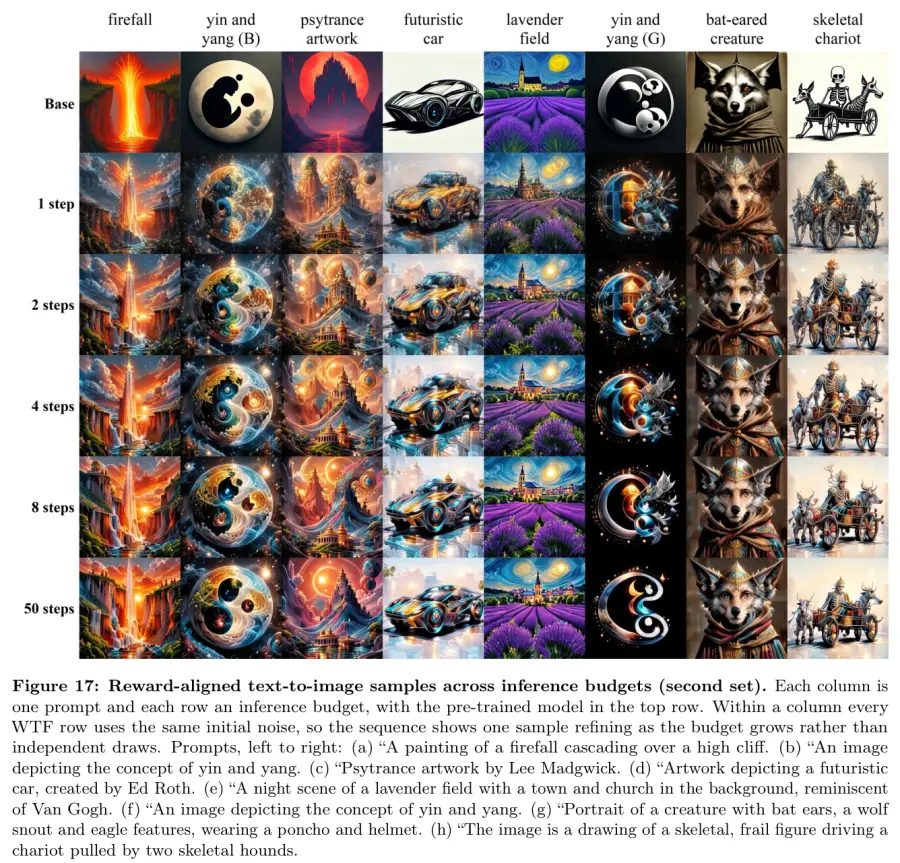 firefall
yin and
yang (B)
psytrance
artwork
futuristic
car
lavender
field
yin and
yang (G)
bat-eared
creature
skeletal
chariot
Base
1 step
2 steps
4 steps
8 steps
50 steps
Figure 17: Reward-aligned text-to-image samples across inference budgets (second set). Each column is
one prompt and each row an inference budget, with the pre-trained model in the top row. Within a column every
WTF row uses the same initial noise, so the sequence shows one sample refining as the budget grows rather than
independent draws. Prompts, left to right: (a) “A painting of a firefall cascading over a high cliff. (b) “An image
depicting the concept of yin and yang. (c) “Psytrance artwork by Lee Madgwick. (d) “Artwork depicting a futuristic
car, created by Ed Roth. (e) “A night scene of a lavender field with a town and church in the background, reminiscent
of Van Gogh. (f) “An image depicting the concept of yin and yang. (g) “Portrait of a creature with bat ears, a wolf
snout and eagle features, wearing a poncho and helmet. (h) “The image is a drawing of a skeletal, frail figure driving a
chariot pulled by two skeletal hounds.